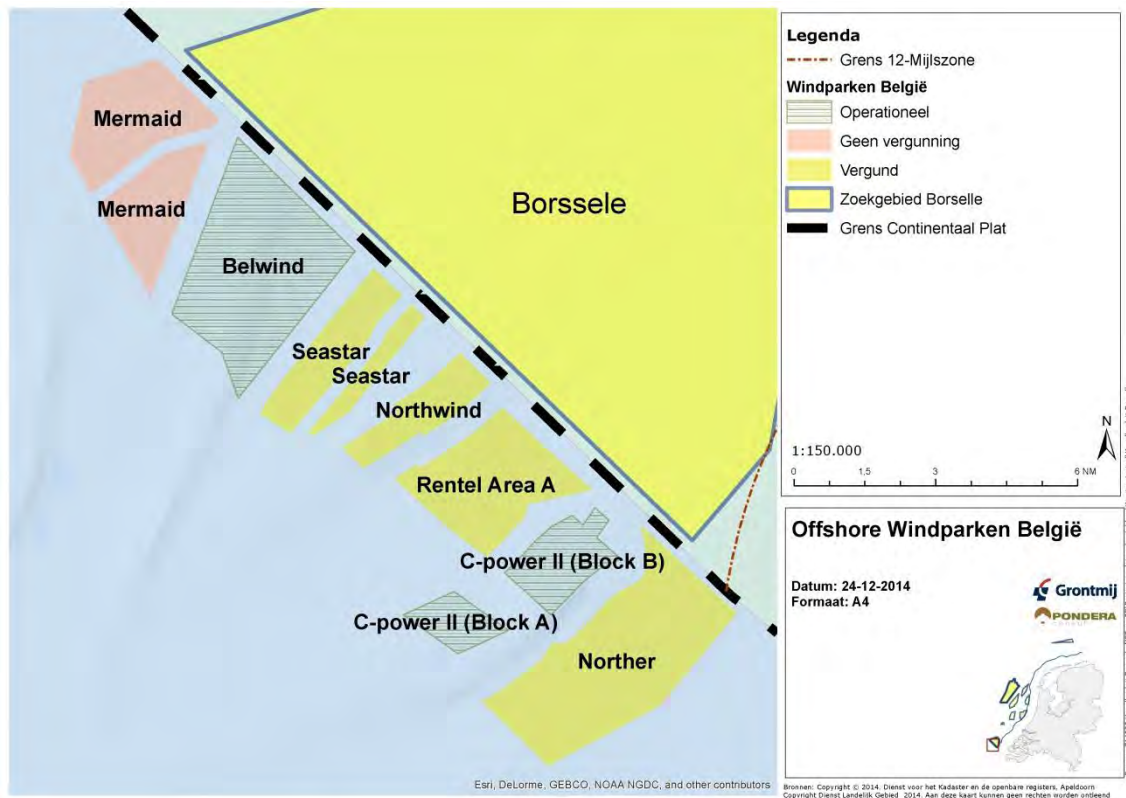 Mermaid
Mermaid
Belwind
Borssele
Seastar
Seastar
Northwind
Rentel Area A
C-power II (Block B)
C-power II (Block A)
Norther
Esri, DeLorme, GEBCO, NOAA NGDC, and other contributors
Legenda
Grens 12-Mijlszone
Windparken België
Operationeel
Geen vergunning
Vergund
Zoekgebied Borselle
Grens Continentaal Plat
N
1:150.000
0 1,5 3 6 NM
Offshore Windparken België
Datum: 24-12-2014
Formaat: A4
Grontmij
PONDERA
Bronnen: Copyright © 2014. Dienst voor het Kadaster en de openbare registers, Apeldoorn
Copyright Dienst Landelijk Gebied 2014. Aan deze kaart kunnen geen rechten worden ontleend